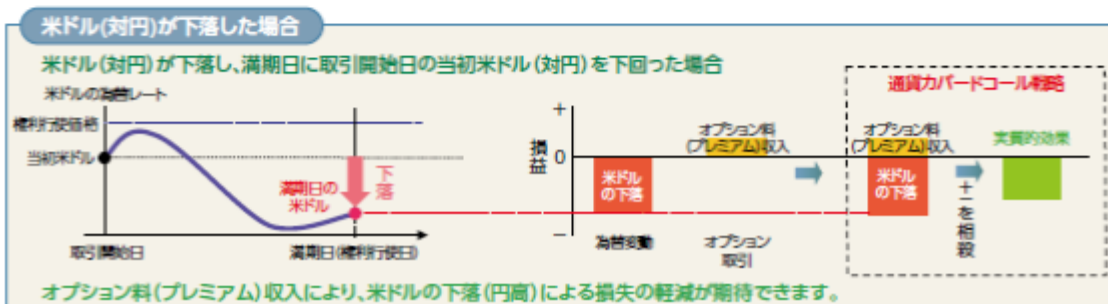 米ドル(対円)が下落した場合
米ドル(対円)が下落し、満期日に取引開始日の当初米ドル(対円)を下回った場合
米ドルの為替レート
権利行使価格
当初米ドル
下落
満期日の
米ドル
取引開始日
満期日(権利行使日)
損益
+
0
−
米ドル
の下落
為替変動
オプション料
(プレミアム)収入
オプション
取引
通貨カバードコール戦略
オプション料
(プレミアム)収入
米ドル
の下落
+−を相殺
実質的効果
オプション料(プレミアム)収入により、米ドルの下落(円高)による損失の軽減が期待できます。